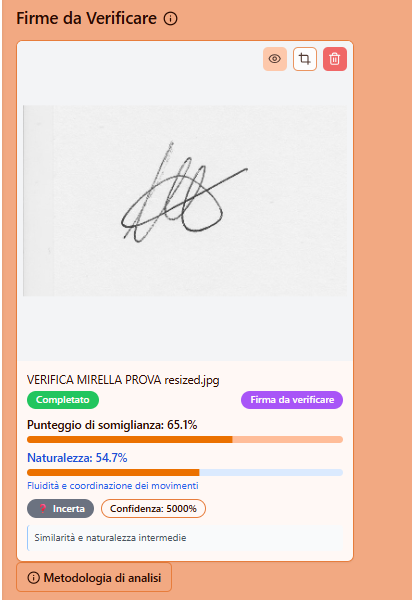 Firme da Verificare
VERIFICA MIRELLA PROVA resized.jpg
Completato
Firma da verificare
Punteggio di somiglianza: 65.1%
Naturalezza: 54.7%
Fluidità e coordinazione dei movimenti
Incerta
Confidenza: 5000%
Similarità e naturalezza intermedie
Metodologia di analisi